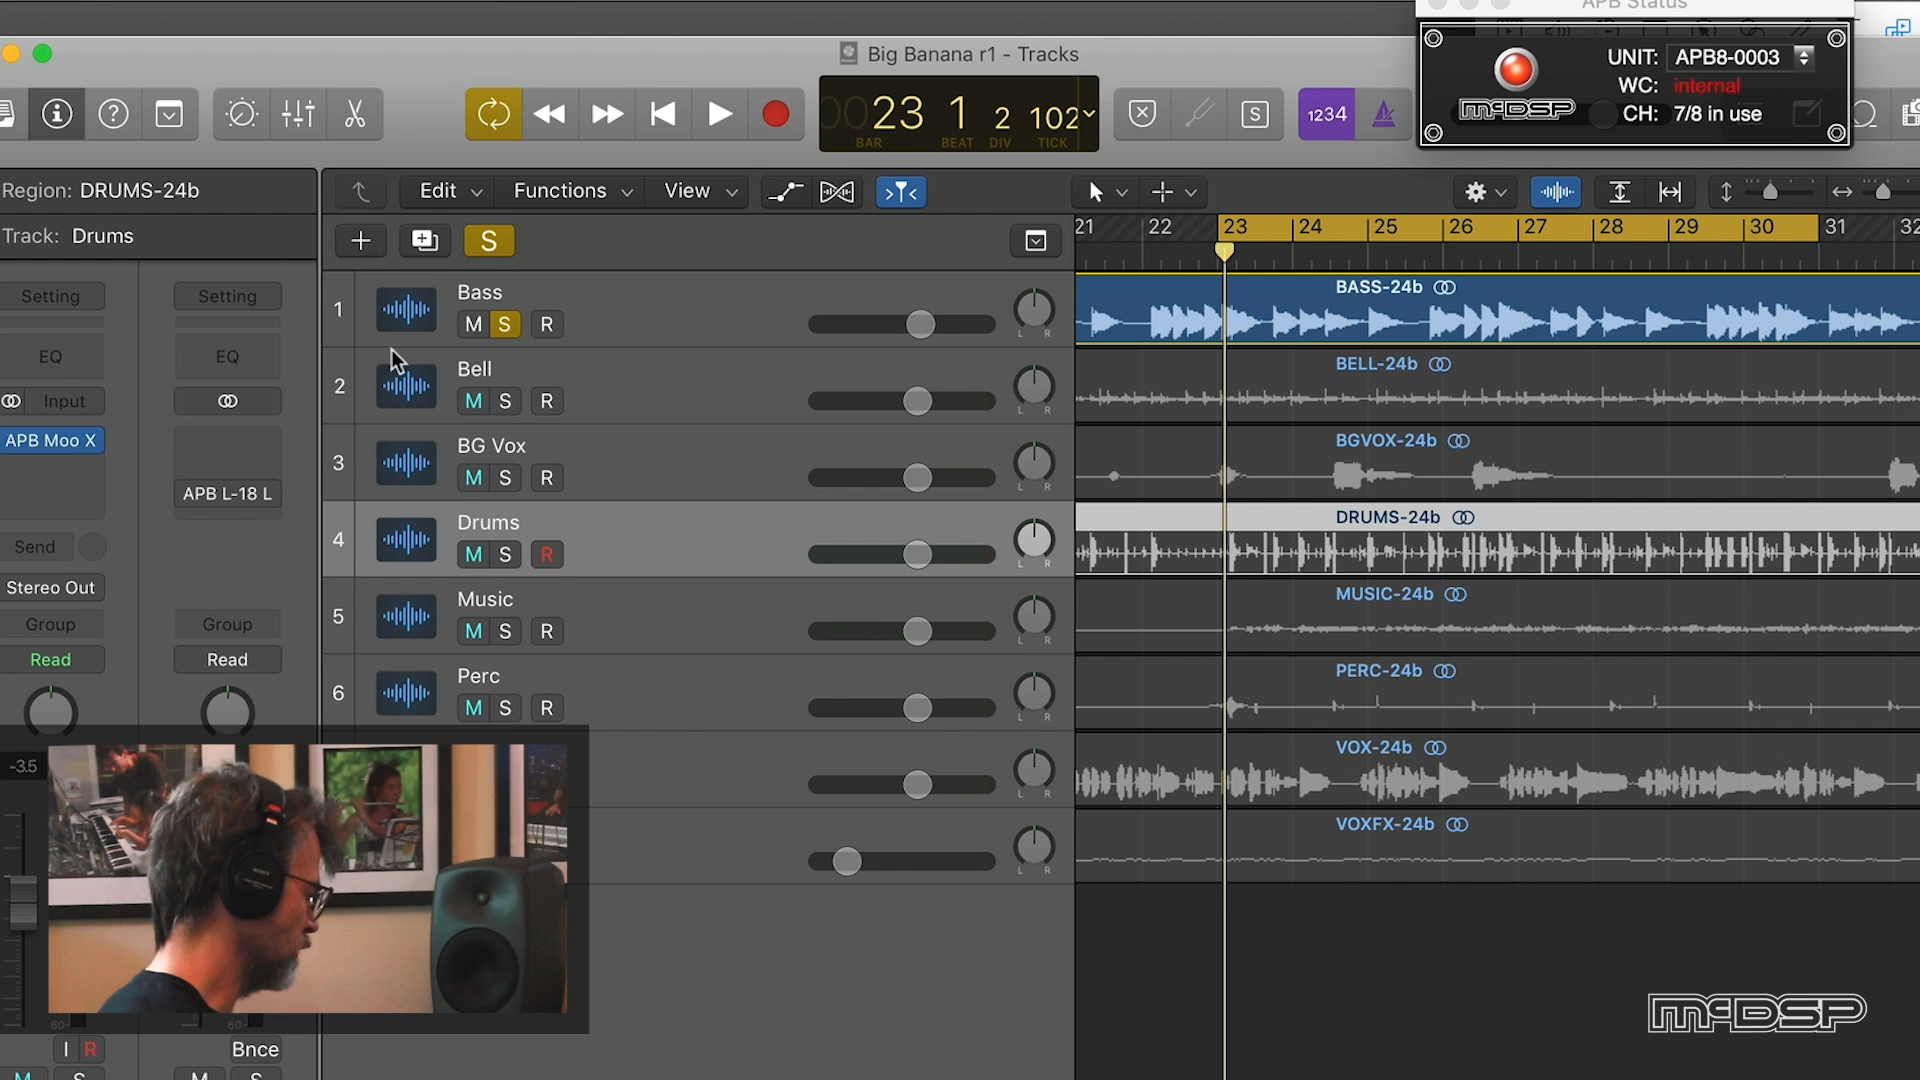 APB Status
Big Banana r1 - Tracks
UNIT: APB8-0003
WC: internal
CH: 7/8 in use
McDSP
23 1 2 102
BAR BEAT DIV TICK
S
1234
Region: DRUMS-24b
Edit
Functions
View
Track: Drums
S
21 22 23 24 25 26 27 28 29 30 31 32
Setting
Setting
EQ
EQ
Input
APB Moo X
APB L-18 L
Send
Stereo Out
Group
Group
Read
Read
-3.5
1 Bass
M S R
L R
BASS-24b
2 Bell
M S R
L R
BELL-24b
3 BG Vox
M S R
L R
BGVOX-24b
4 Drums
M S R
L R
DRUMS-24b
5 Music
M S R
L R
MUSIC-24b
6 Perc
M S R
L R
PERC-24b
L R
VOX-24b
L R
VOXFX-24b
SONY
60
60
I R
Bnce
M S
M S
McDSP